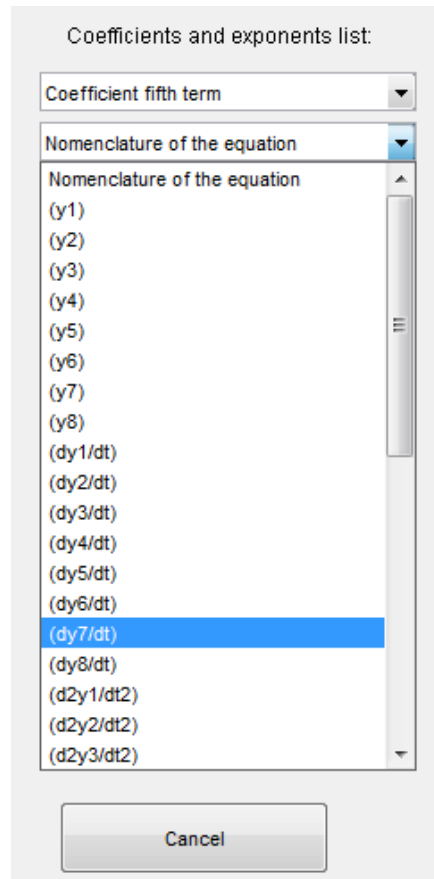 Coefficients and exponents list:
Coefficient fifth term
Nomenclature of the equation
Nomenclature of the equation
(y1)
(y2)
(y3)
(y4)
(y5)
(y6)
(y7)
(y8)
(dy1/dt)
(dy2/dt)
(dy3/dt)
(dy4/dt)
(dy5/dt)
(dy6/dt)
(dy7/dt)
(dy8/dt)
(d2y1/dt2)
(d2y2/dt2)
(d2y3/dt2)
Cancel